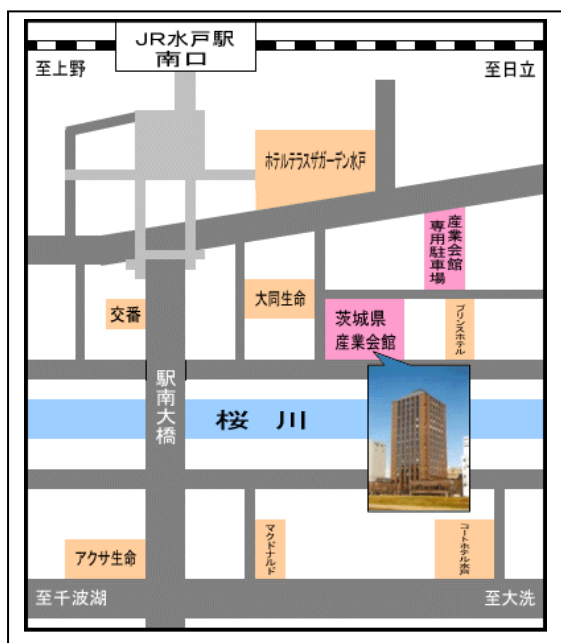 JR水戸駅
南口
至上野
至日立
ホテルテラスザガーデン水戸
産業会館
専用駐車場
大同生命
交番
茨城県
産業会館
プリンスホテル
駅南大橋
桜川
アクサ生命
マクドナルド
コートホテル水戸
至千波湖
至大洗